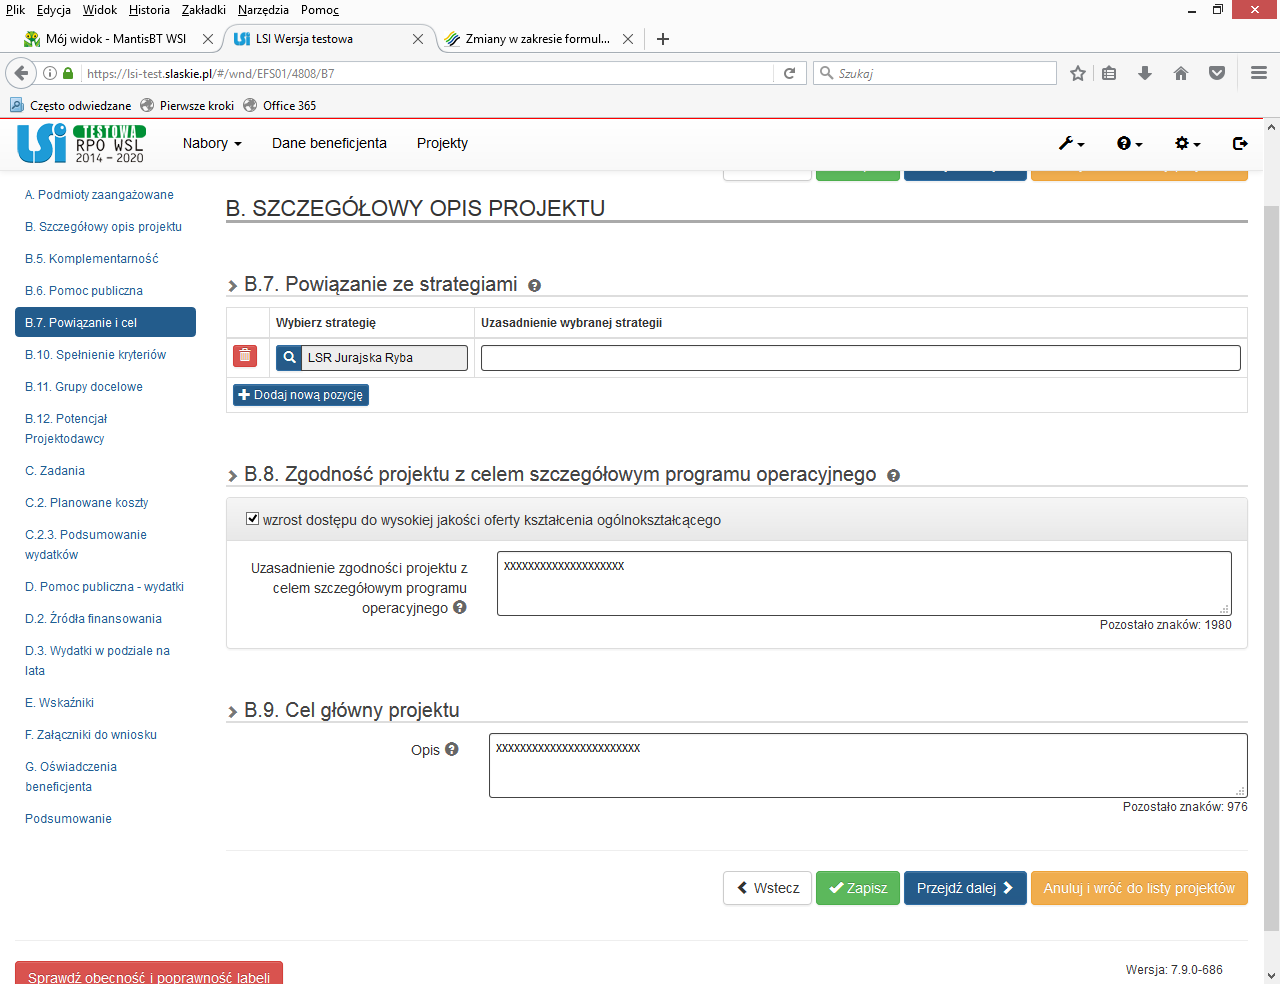 Plik Edycja Widok Historia Zakładki Narzędzia Pomoc
Mój widok - MantisBT WSI LSI Wersja testowa Zmiany w zakresie formul...
https://lsi-test.slaskie.pl/#/wnd/EFS01/4808/B7 Szukaj
Często odwiedzane Pierwsze kroki Office 365
LSI TESTOWA
RPO WSL
2014 – 2020
Nabory Dane beneficjenta Projekty
A. Podmioty zaangażowane
B. Szczegółowy opis projektu
B.5. Komplementarność
B.6. Pomoc publiczna
B.7. Powiązanie i cel
B.10. Spełnienie kryteriów
B.11. Grupy docelowe
B.12. Potencjał
Projektodawcy
C. Zadania
C.2. Planowane koszty
C.2.3. Podsumowanie
wydatków
D. Pomoc publiczna - wydatki
D.2. Źródła finansowania
D.3. Wydatki w podziale na
lata
E. Wskaźniki
F. Załączniki do wniosku
G. Oświadczenia
beneficjenta
Podsumowanie
B. SZCZEGÓŁOWY OPIS PROJEKTU
B.7. Powiązanie ze strategiami
Wybierz strategię Uzasadnienie wybranej strategii
LSR Jurajska Ryba
Dodaj nową pozycję
B.8. Zgodność projektu z celem szczegółowym programu operacyjnego
wzrost dostępu do wysokiej jakości oferty kształcenia ogólnokształcącego
Uzasadnienie zgodności projektu z
celem szczegółowym programu
operacyjnego
xxxxxxxxxxxxxxxxxxxx
Pozostało znaków: 1980
B.9. Cel główny projektu
Opis
xxxxxxxxxxxxxxxxxxxxxxxx
Pozostało znaków: 976
Wstecz Zapisz Przejdź dalej Anuluj i wróć do listy projektów
Sprawdź obecność i poprawność labeli
Wersja: 7.9.0-686